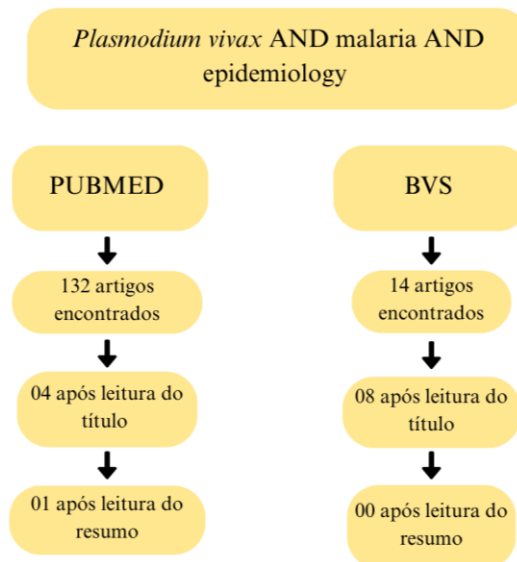 Plasmodium vivax AND malaria AND
epidemiology
PUBMED
132 artigos
encontrados
04 após leitura do
título
01 após leitura do
resumo
BVS
14 artigos
encontrados
08 após leitura do
título
00 após leitura do
resumo